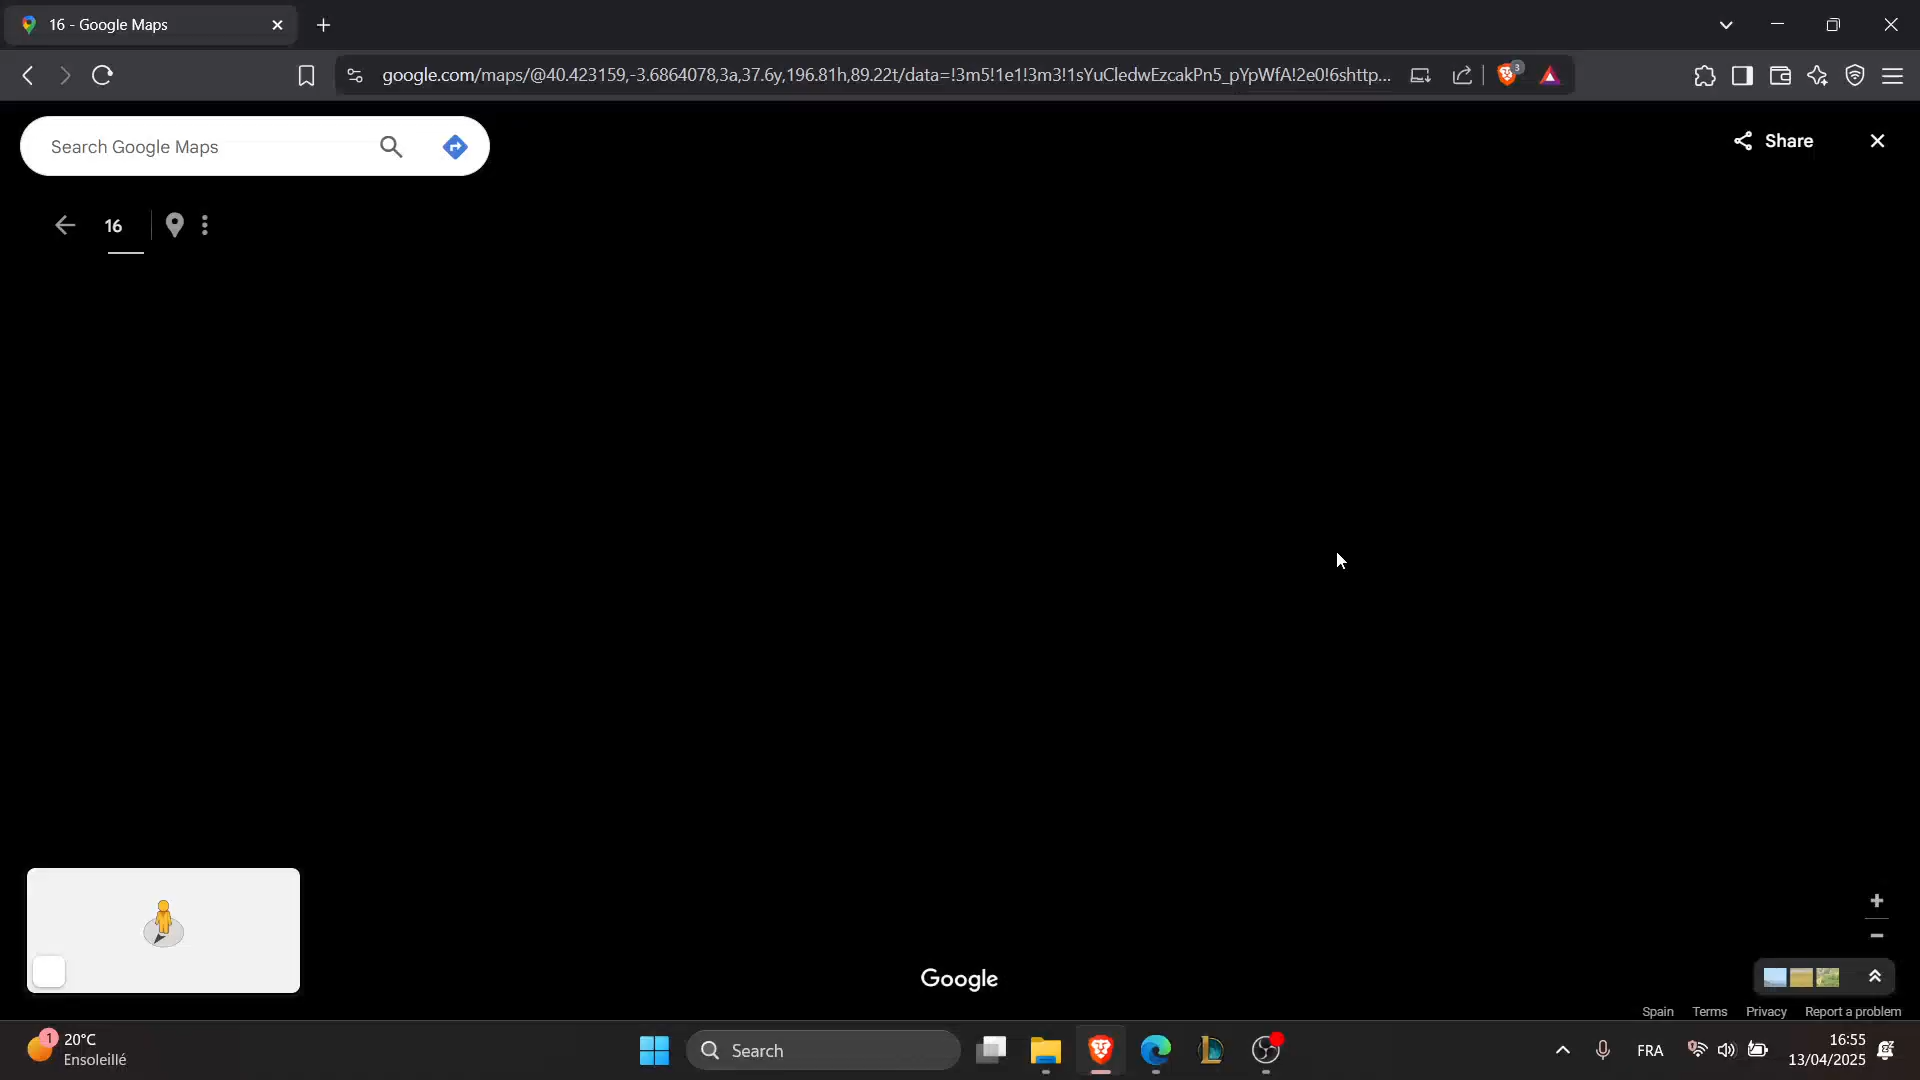 16 - Google Maps
google.com/maps/@40.423159,-3.6864078,3a,37.6y,196.81h,89.22t/data=!3m5!1e1!3m3!1sYuCledwEzcakPn5_pYpWfA!2e0!6shttp...
3
Search Google Maps
Share
16
Google
Spain Terms Privacy Report a problem
1
20°C
Ensoleillé
Search
FRA
16:55
13/04/2025